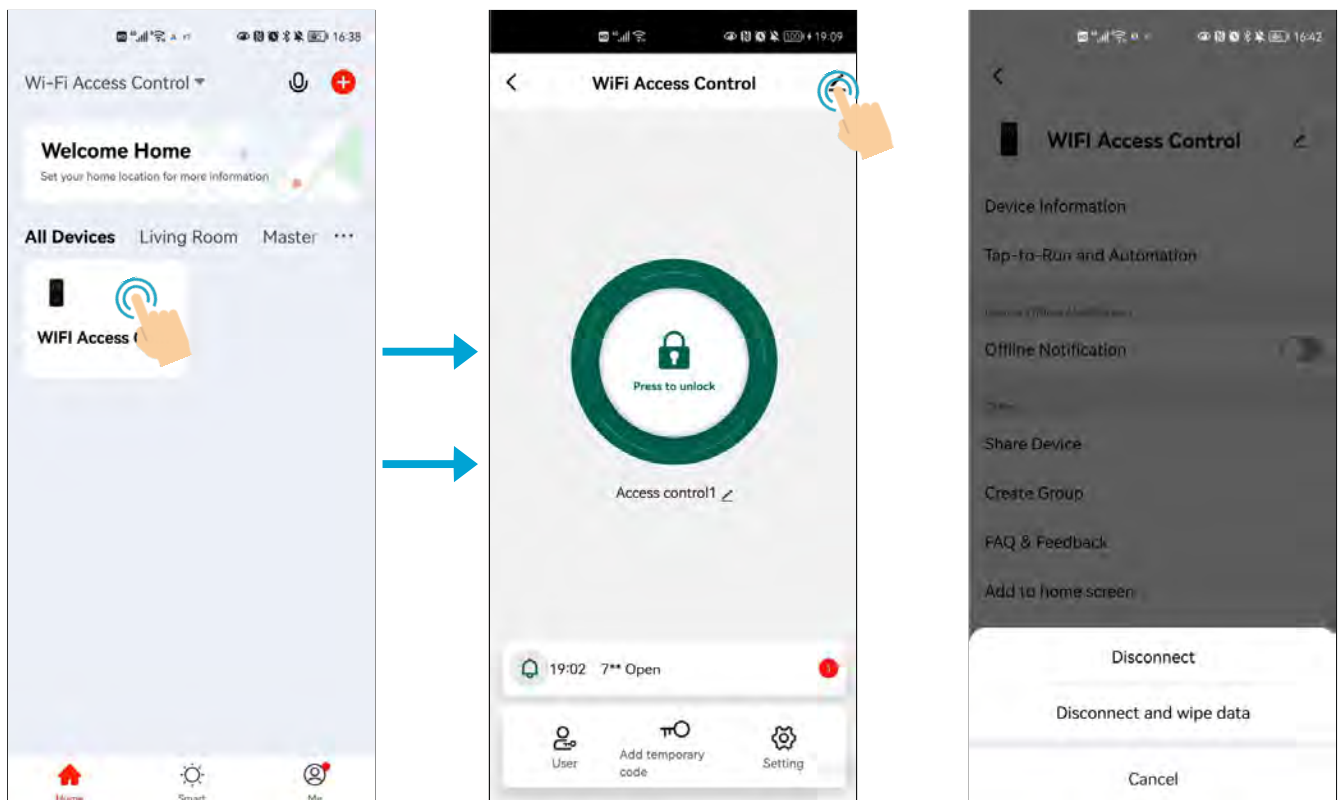 16:38
Wi-Fi Access Control
Welcome Home
Set your home location for more information
All Devices Living Room Master ...
WIFI Access
Home Smart Me
19:09
WiFi Access Control
Press to unlock
Access control1
19:02 7** Open
User
Add temporary
code
Setting
16:42
WIFI Access Control
Device Information
Tap-to-Run and Automation
Offline Notification
Share Device
Create Group
FAQ & Feedback
Add to home screen
Disconnect
Disconnect and wipe data
Cancel